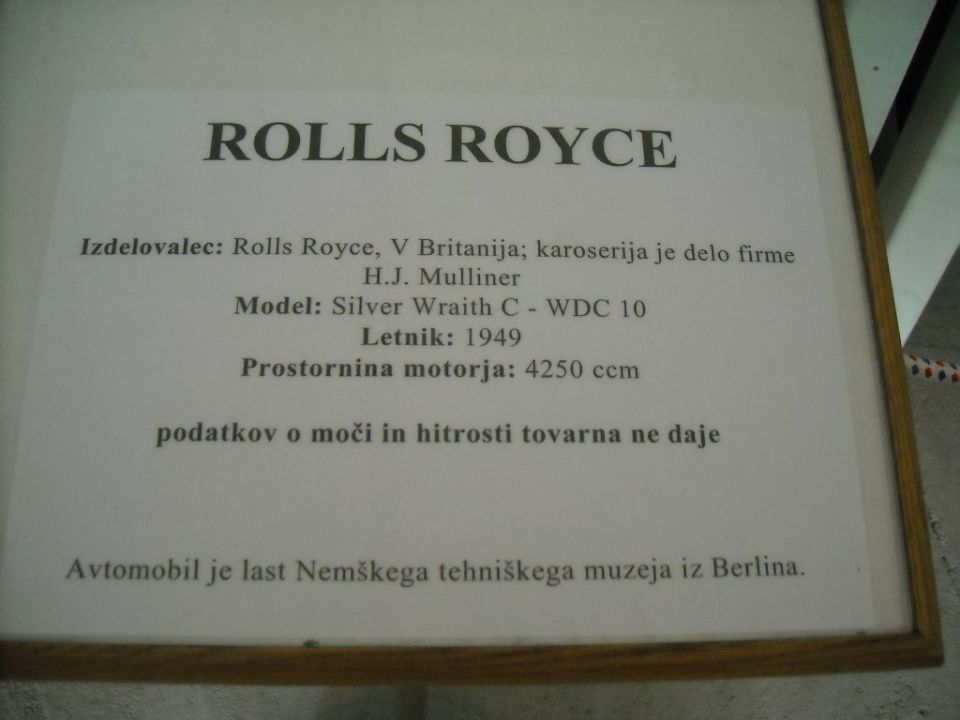 ROLLS ROYCE
Izdelovalec: Rolls Royce, V Britanija; karoserija je delo firme
H.J. Mulliner
Model: Silver Wraith C - WDC 10
Letnik: 1949
Prostornina motorja: 4250 ccm
podatkov o moči in hitrosti tovarna ne daje
Avtomobil je last Nemškega tehniškega muzeja iz Berlina.